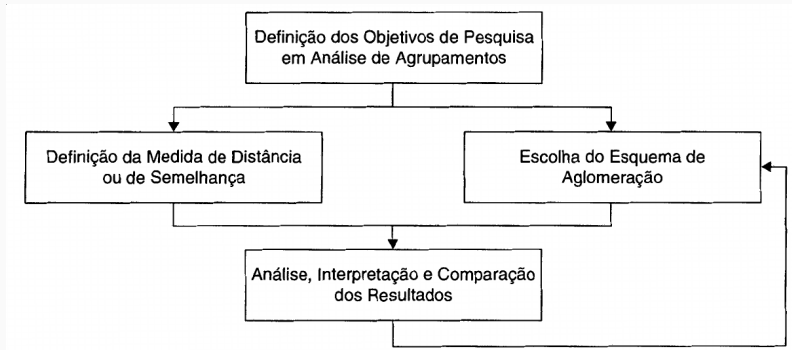 Definição dos Objetivos de Pesquisa
em Análise de Agrupamentos
Definição da Medida de Distância
ou de Semelhança
Escolha do Esquema de
Aglomeração
Análise, Interpretação e Comparação
dos Resultados